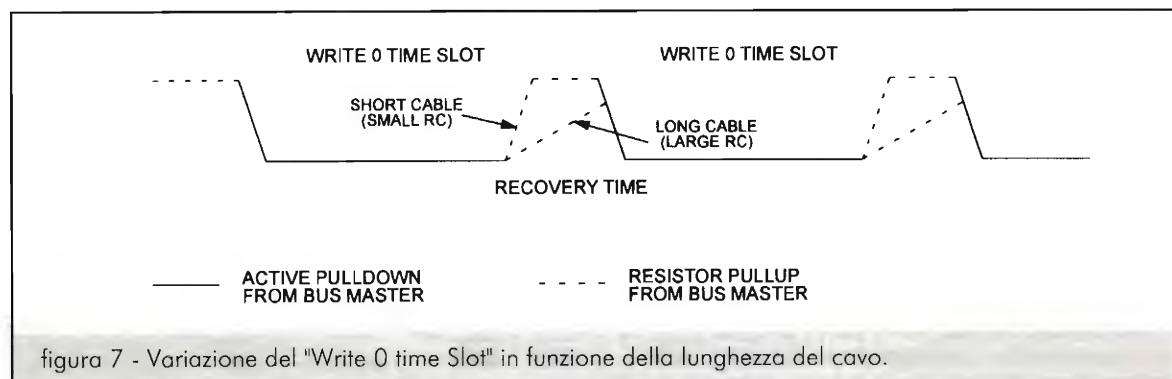 WRITE 0 TIME SLOT
WRITE 0 TIME SLOT
SHORT CABLE
(SMALL RC)
LONG CABLE
(LARGE RC)
RECOVERY TIME
ACTIVE PULLDOWN
FROM BUS MASTER
RESISTOR PULLUP
FROM BUS MASTER
figura 7 - Variazione del "Write 0 time Slot" in funzione della lunghezza del cavo.